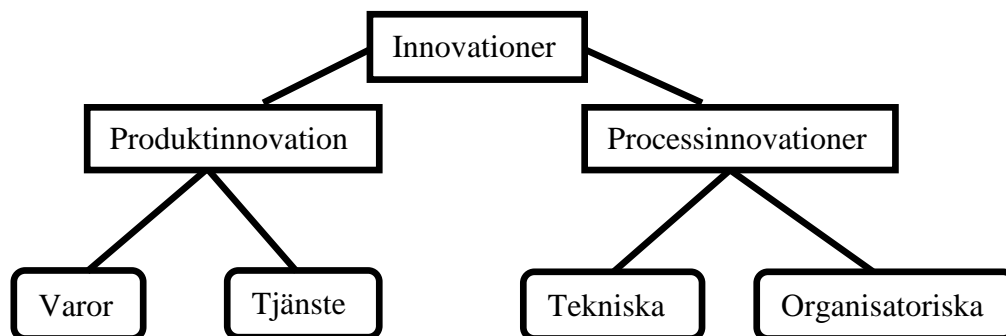 Innovationer
Produktinnovation
Processinnovationer
Varor
Tjänste
Tekniska
Organisatoriska